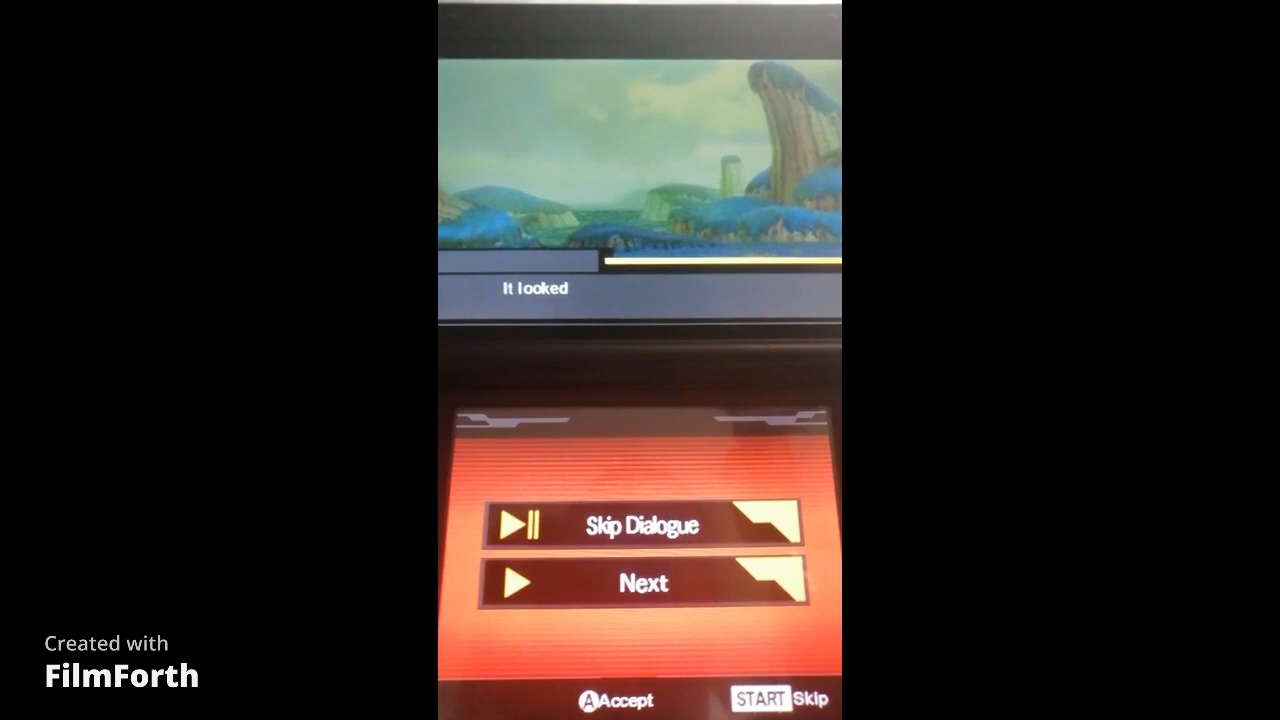 It looked
Skip Dialogue
Next
A Accept
START Skip
Created with
FilmForth